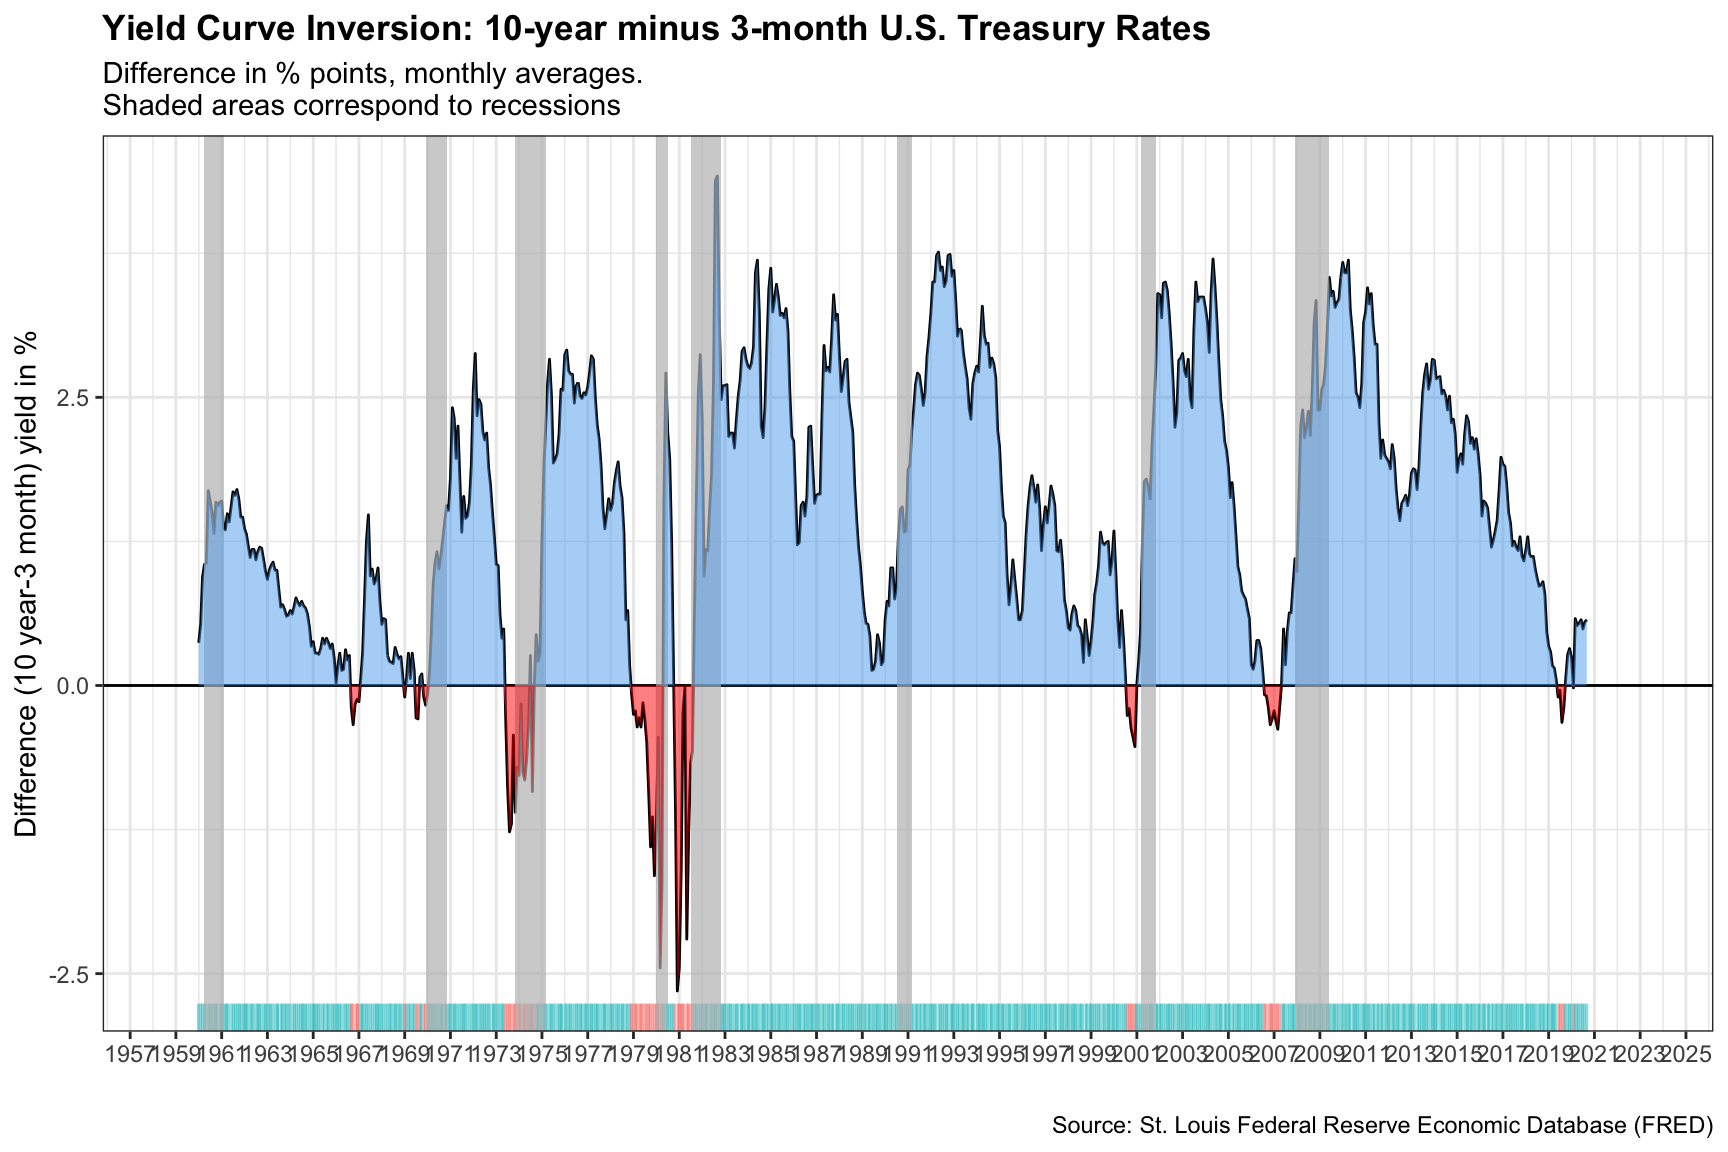 Yield Curve Inversion: 10-year minus 3-month U.S. Treasury Rates
Difference in % points, monthly averages.
Shaded areas correspond to recessions
Difference (10 year-3 month) yield in %
2.5
0.0
-2.5
1957 1959 1961 1963 1965 1967 1969 1971 1973 1975 1977 1979 1981 1983 1985 1987 1989 1991 1993 1995 1997 1999 2001 2003 2005 2007 2009 2011 2013 2015 2017 2019 2021 2023 2025
Source: St. Louis Federal Reserve Economic Database (FRED)